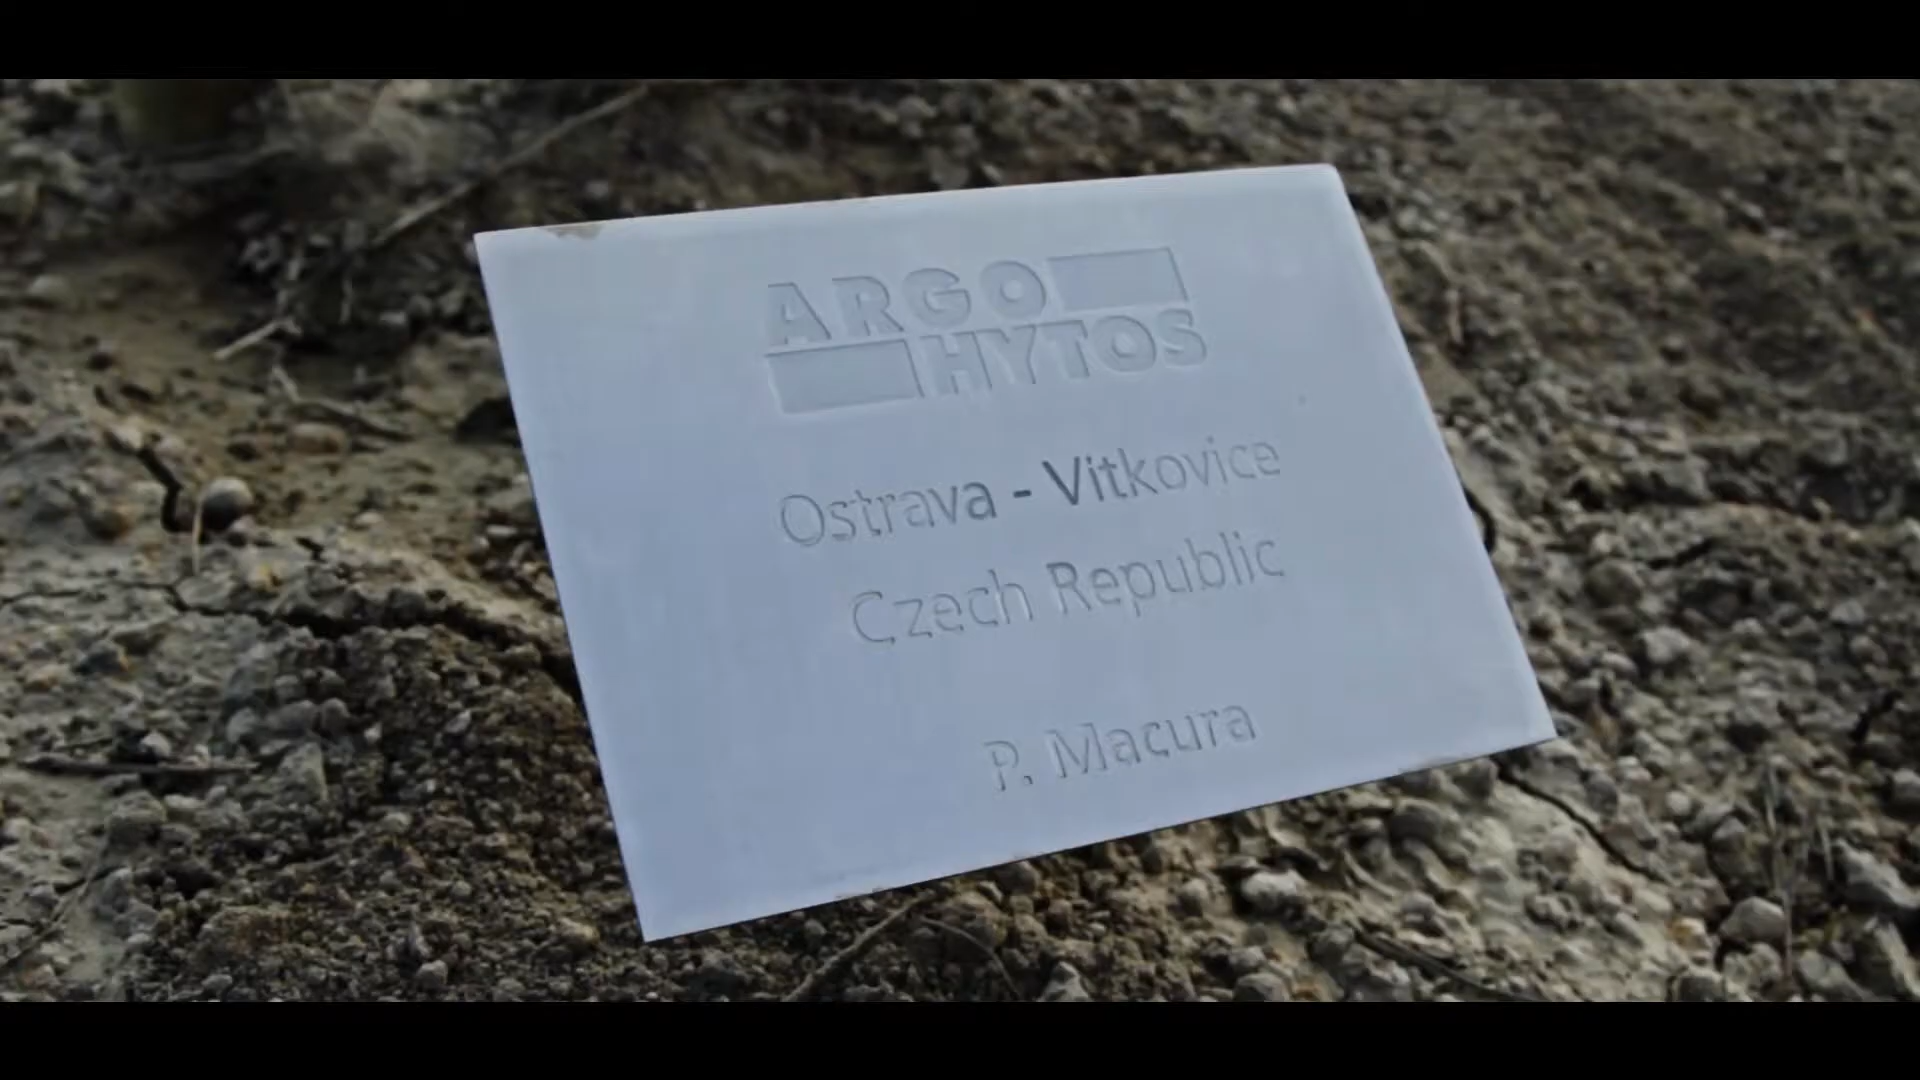 ARGO
HYTOS
Ostrava - Vitkovice
Czech Republic
P. Macura